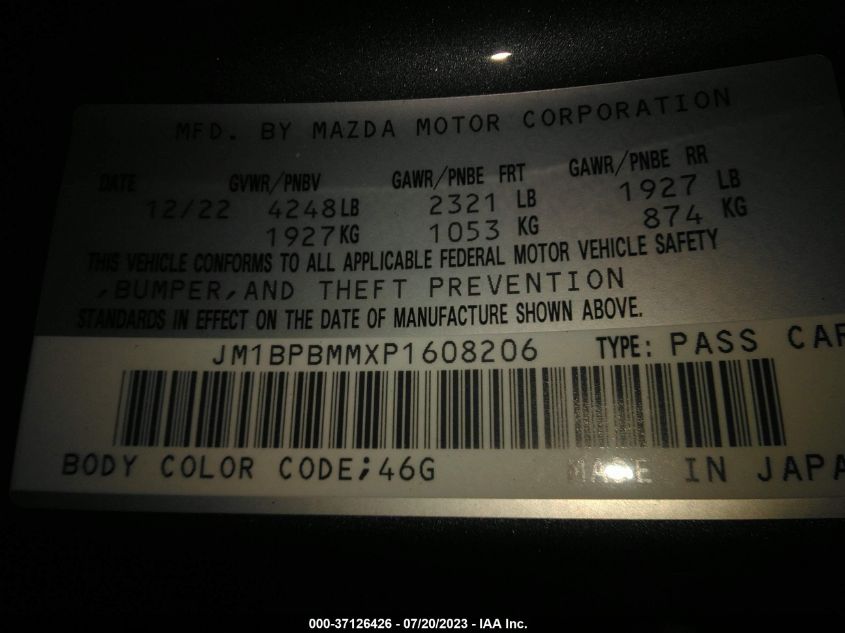 MFD. BY MAZDA MOTOR CORPORATION
DATE GVWR/PNBV GAWR/PNBE FRT GAWR/PNBE RR
12/22 4248LB 2321 LB 1927 LB
1927KG 1053 KG 874 KG
THIS VEHICLE CONFORMS TO ALL APPLICABLE FEDERAL MOTOR VEHICLE SAFETY
,BUMPER,AND THEFT PREVENTION
STANDARDS IN EFFECT ON THE DATE OF MANUFACTURE SHOWN ABOVE.
JM1BPBMMXP1608206 TYPE: PASS CAR
BODY COLOR CODE;46G MADE IN JAPA
000-37126426 - 07/20/2023 - IAA Inc.